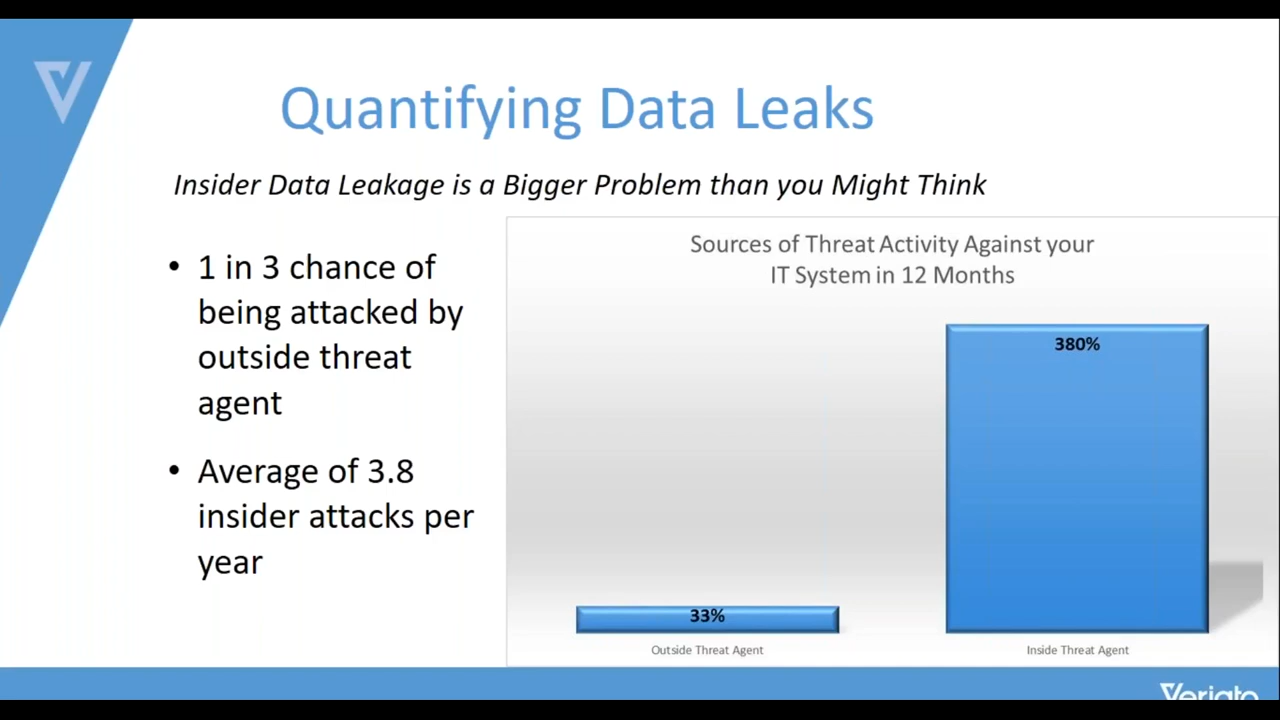 Quantifying Data Leaks
Insider Data Leakage is a Bigger Problem than you Might Think
• 1 in 3 chance of
being attacked by
outside threat
agent
• Average of 3.8
insider attacks per
year
Sources of Threat Activity Against your
IT System in 12 Months
380%
33%
Outside Threat Agent
Inside Threat Agent
Veriato